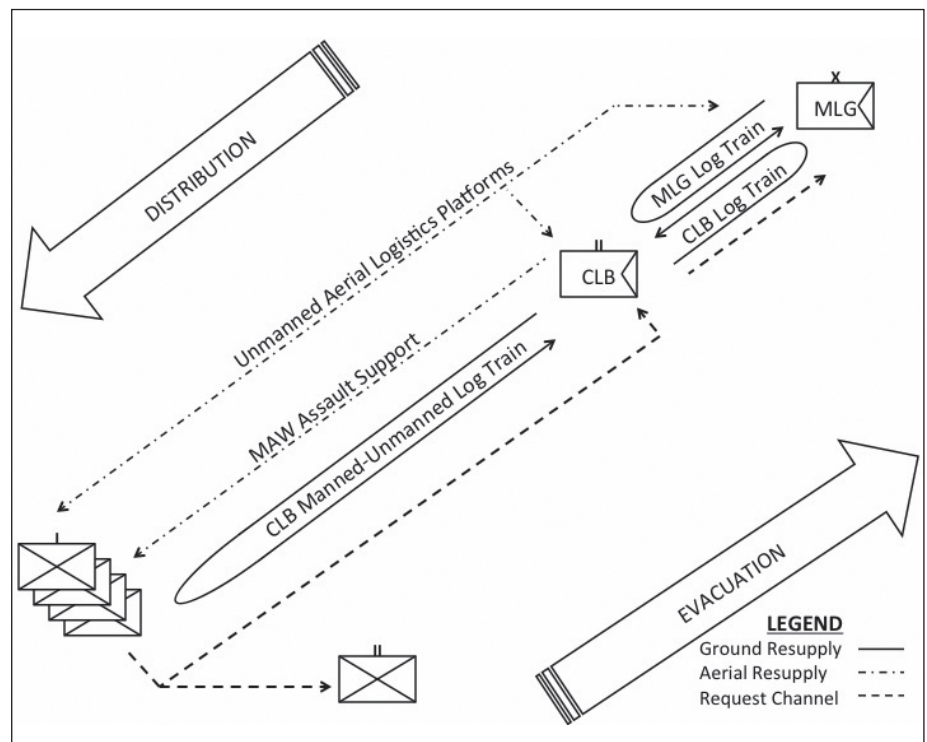 X
MLG
DISTRIBUTION
MLG Log Train
CLB Log Train
Unmanned Aerial Logistics Platforms
II
CLB
MAW Assault Support
CLB Manned-Unmanned Log Train
I
EVACUATION
II
LEGEND
Ground Resupply
Aerial Resupply
Request Channel